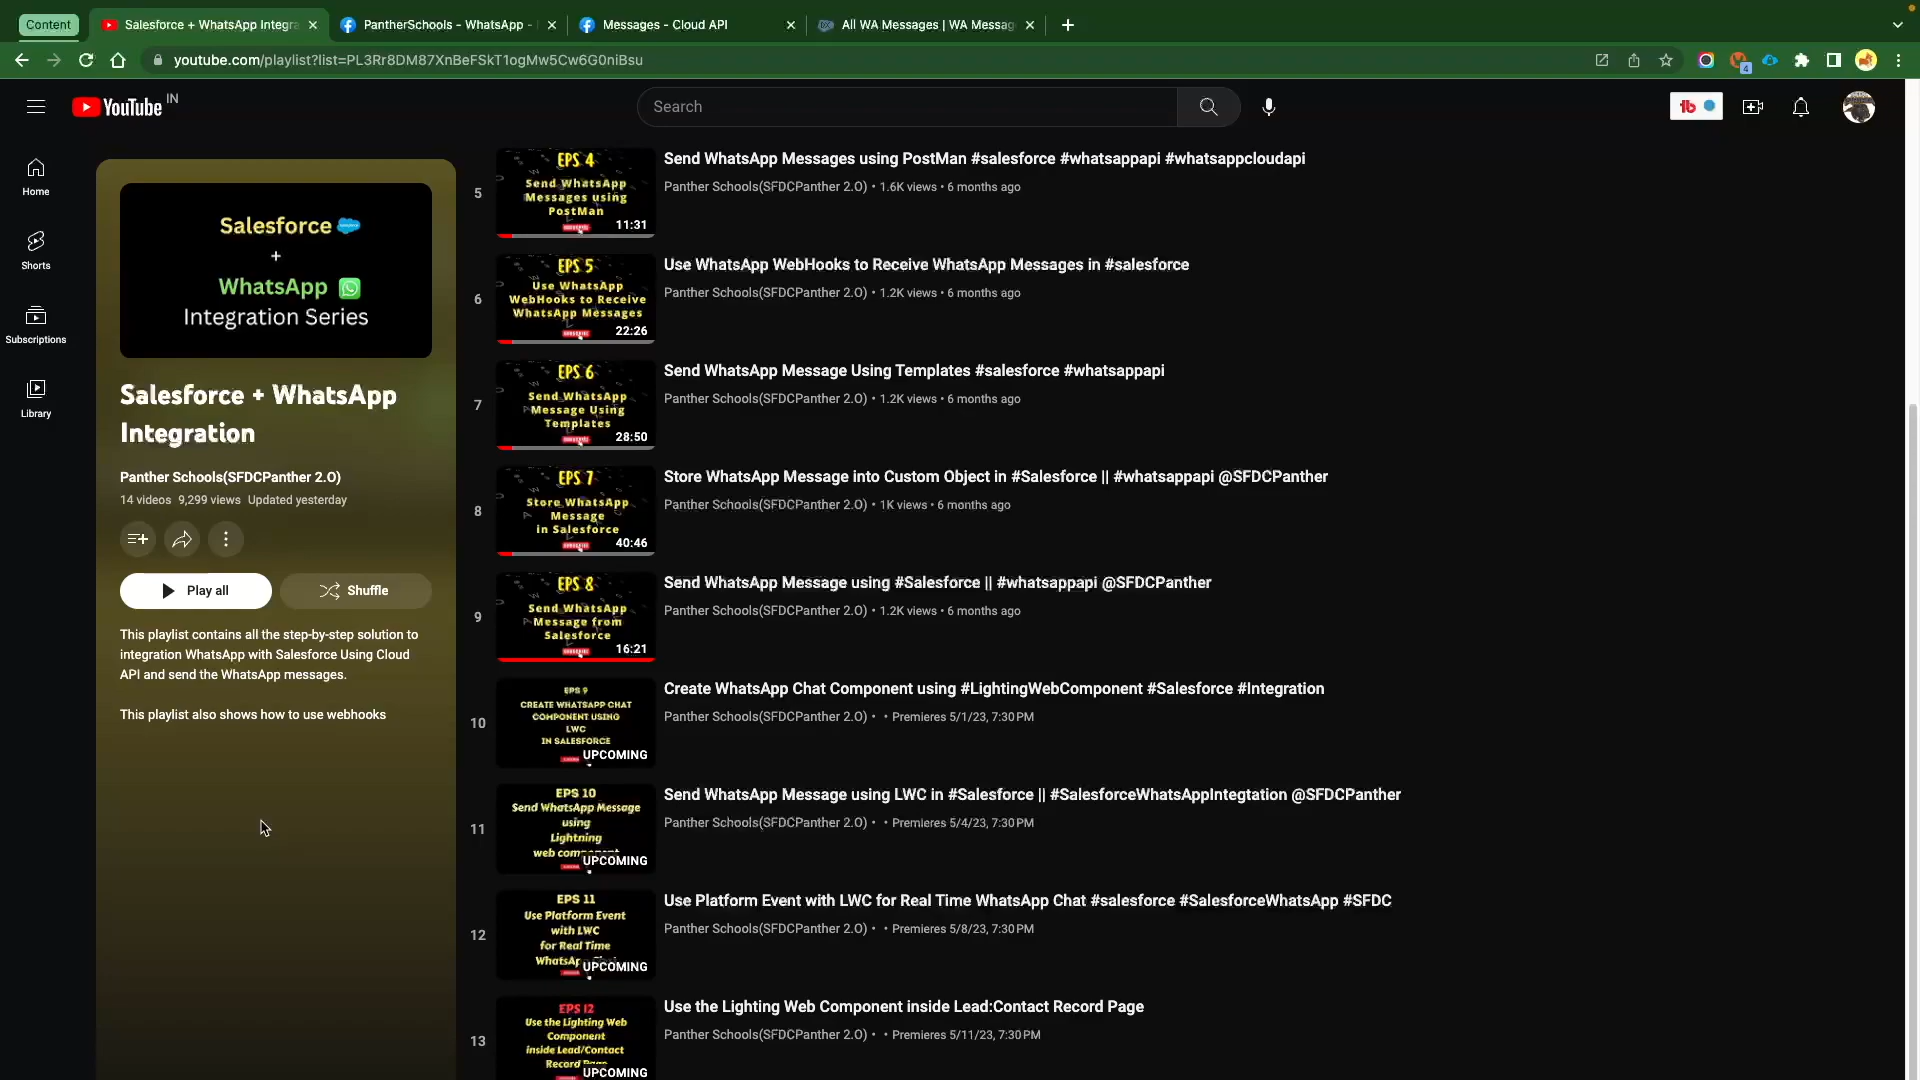 Content
Salesforce + WhatsApp Integra
PantherSchools - WhatsApp -
Messages - Cloud API
All WA Messages | WA Messag
youtube.com/playlist?list=PL3Rr8DM87XnBeFSkT1ogMw5Cw6G0niBsu
4
YouTube IN
Search
Home
Shorts
Subscriptions
Library
Salesforce
+
WhatsApp
Integration Series
Salesforce + WhatsApp
Integration
Panther Schools(SFDCPanther 2.O)
14 videos 9,299 views Updated yesterday
Play all
Shuffle
This playlist contains all the step-by-step solution to
integration WhatsApp with Salesforce Using Cloud
API and send the WhatsApp messages.
This playlist also shows how to use webhooks
5
EPS 4
Send WhatsApp
Messages using
PostMan
11:31
Send WhatsApp Messages using PostMan #salesforce #whatsappapi #whatsappcloudapi
Panther Schools(SFDCPanther 2.O) • 1.6K views • 6 months ago
6
EPS 5
Use WhatsApp
WebHooks to Receive
WhatsApp Messages
22:26
Use WhatsApp WebHooks to Receive WhatsApp Messages in #salesforce
Panther Schools(SFDCPanther 2.O) • 1.2K views • 6 months ago
7
EPS 6
Send WhatsApp
Message Using
Templates
28:50
Send WhatsApp Message Using Templates #salesforce #whatsappapi
Panther Schools(SFDCPanther 2.O) • 1.2K views • 6 months ago
8
EPS 7
Store WhatsApp
Message
in Salesforce
40:46
Store WhatsApp Message into Custom Object in #Salesforce || #whatsappapi @SFDCPanther
Panther Schools(SFDCPanther 2.O) • 1K views • 6 months ago
9
EPS 8
Send WhatsApp
Message from
Salesforce
16:21
Send WhatsApp Message using #Salesforce || #whatsappapi @SFDCPanther
Panther Schools(SFDCPanther 2.O) • 1.2K views • 6 months ago
10
EPS 9
CREATE WHATSAPP CHAT
COMPONENT USING
LWC
IN SALESFORCE
UPCOMING
Create WhatsApp Chat Component using #LightingWebComponent #Salesforce #Integration
Panther Schools(SFDCPanther 2.O) • • Premieres 5/1/23, 7:30 PM
11
EPS 10
Send WhatsApp Message
using
Lightning
web component
UPCOMING
Send WhatsApp Message using LWC in #Salesforce || #SalesforceWhatsAppIntegtation @SFDCPanther
Panther Schools(SFDCPanther 2.O) • • Premieres 5/4/23, 7:30 PM
12
EPS 11
Use Platform Event
with LWC
for Real Time
UPCOMING
Use Platform Event with LWC for Real Time WhatsApp Chat #salesforce #SalesforceWhatsApp #SFDC
Panther Schools(SFDCPanther 2.O) • • Premieres 5/8/23, 7:30 PM
13
EPS 12
Use the Lighting Web
Component
inside Lead/Contact
Record Page
UPCOMING
Use the Lighting Web Component inside Lead:Contact Record Page
Panther Schools(SFDCPanther 2.O) • • Premieres 5/11/23, 7:30 PM